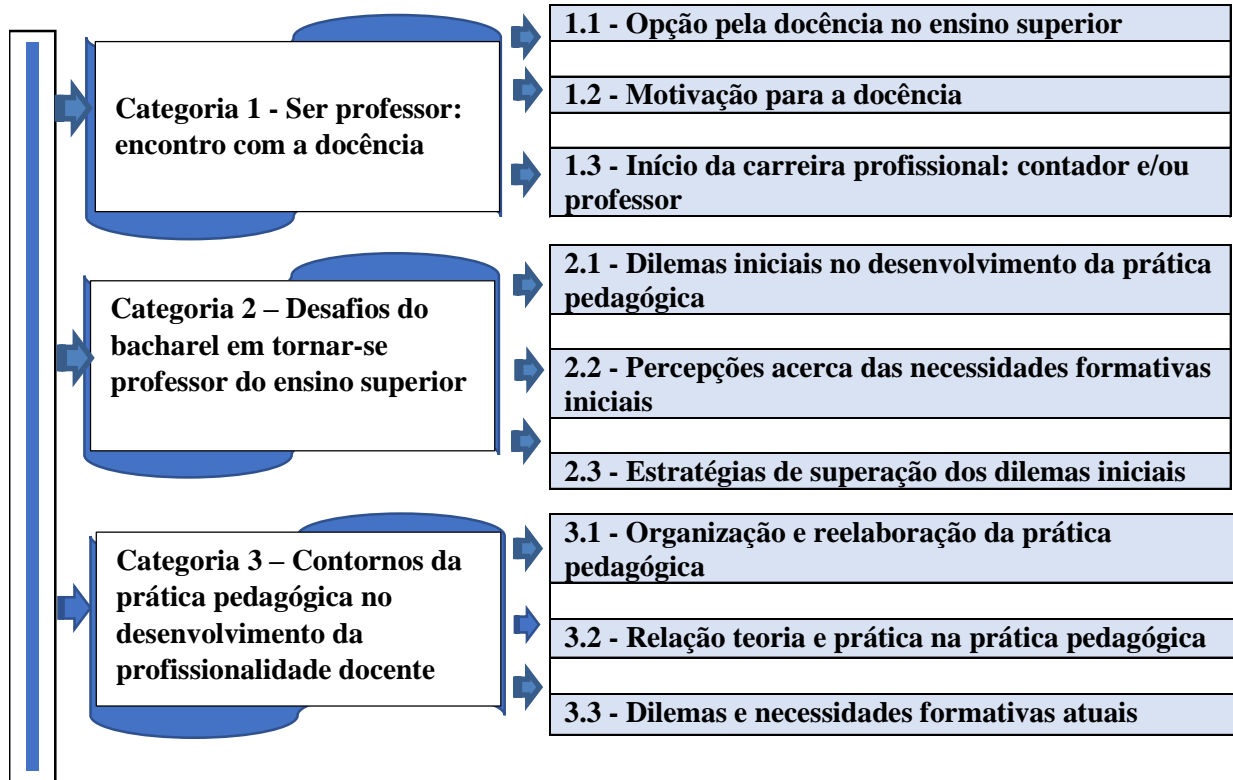 Categoria 1 - Ser professor:
encontro com a docência
1.1 - Opção pela docência no ensino superior
1.2 - Motivação para a docência
1.3 - Início da carreira profissional: contador e/ou
professor
Categoria 2 – Desafios do
bacharel em tornar-se
professor do ensino superior
2.1 - Dilemas iniciais no desenvolvimento da prática
pedagógica
2.2 - Percepções acerca das necessidades formativas
iniciais
2.3 - Estratégias de superação dos dilemas iniciais
Categoria 3 – Contornos da
prática pedagógica no
desenvolvimento da
profissionalidade docente
3.1 - Organização e reelaboração da prática
pedagógica
3.2 - Relação teoria e prática na prática pedagógica
3.3 - Dilemas e necessidades formativas atuais